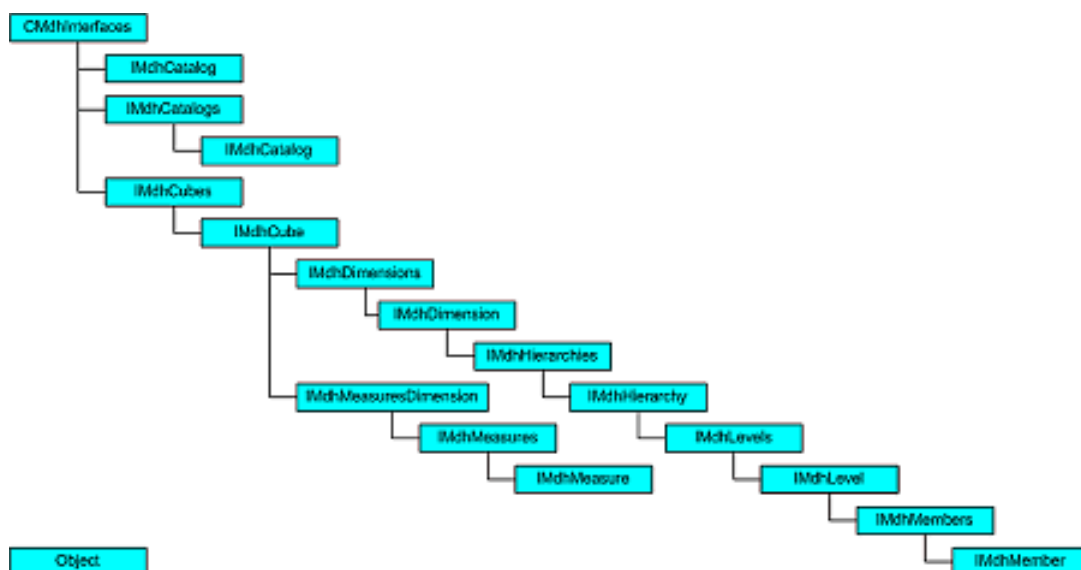 CMdhInterfaces
IMdhCatalog
IMdhCatalogs
IMdhCatalog
IMdhCubes
IMdhCube
IMdhDimensions
IMdhDimension
IMdhHierarchies
IMdhMeasuresDimension
IMdhHierarchy
IMdhMeasures
IMdhLevels
IMdhMeasure
IMdhLevel
IMdhMembers
Object
IMdhMember